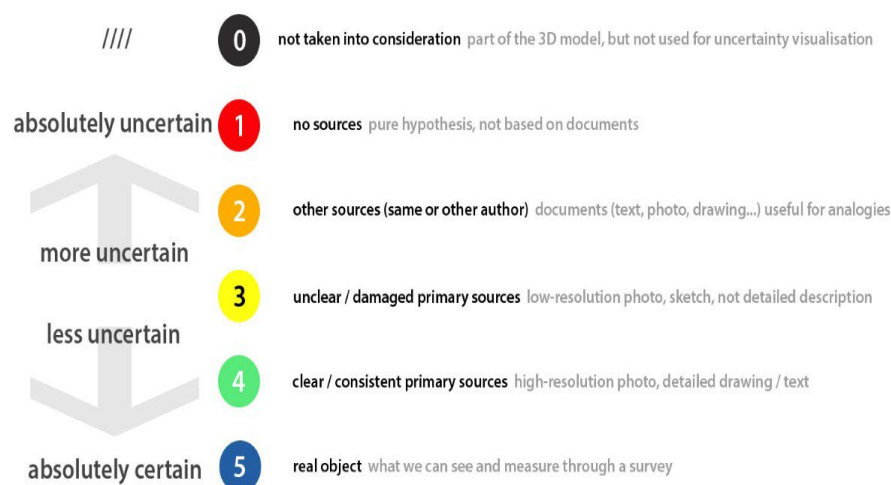 //// 0 not taken into consideration part of the 3D model, but not used for uncertainty visualisation
absolutely uncertain 1 no sources pure hypothesis, not based on documents
2 other sources (same or other author) documents (text, photo, drawing...) useful for analogies
more uncertain
3 unclear / damaged primary sources low-resolution photo, sketch, not detailed description
less uncertain
4 clear / consistent primary sources high-resolution photo, detailed drawing / text
absolutely certain 5 real object what we can see and measure through a survey